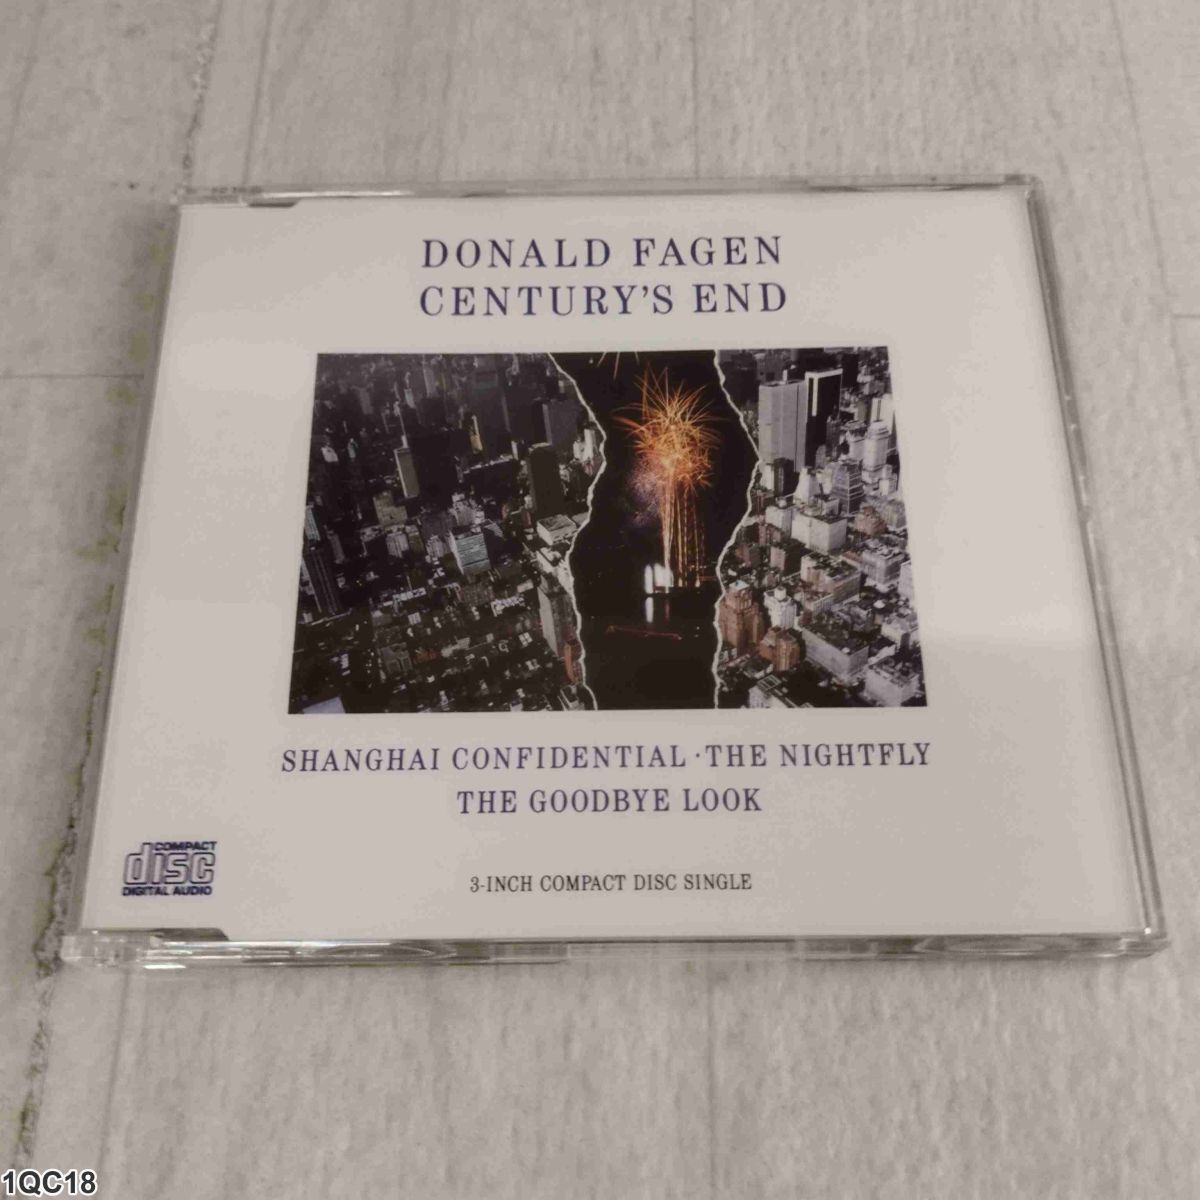 DONALD FAGEN
CENTURY'S END
SHANGHAI CONFIDENTIAL · THE NIGHTFLY
THE GOODBYE LOOK
COMPACT
disc
DIGITAL AUDIO
3-INCH COMPACT DISC SINGLE
1QC18